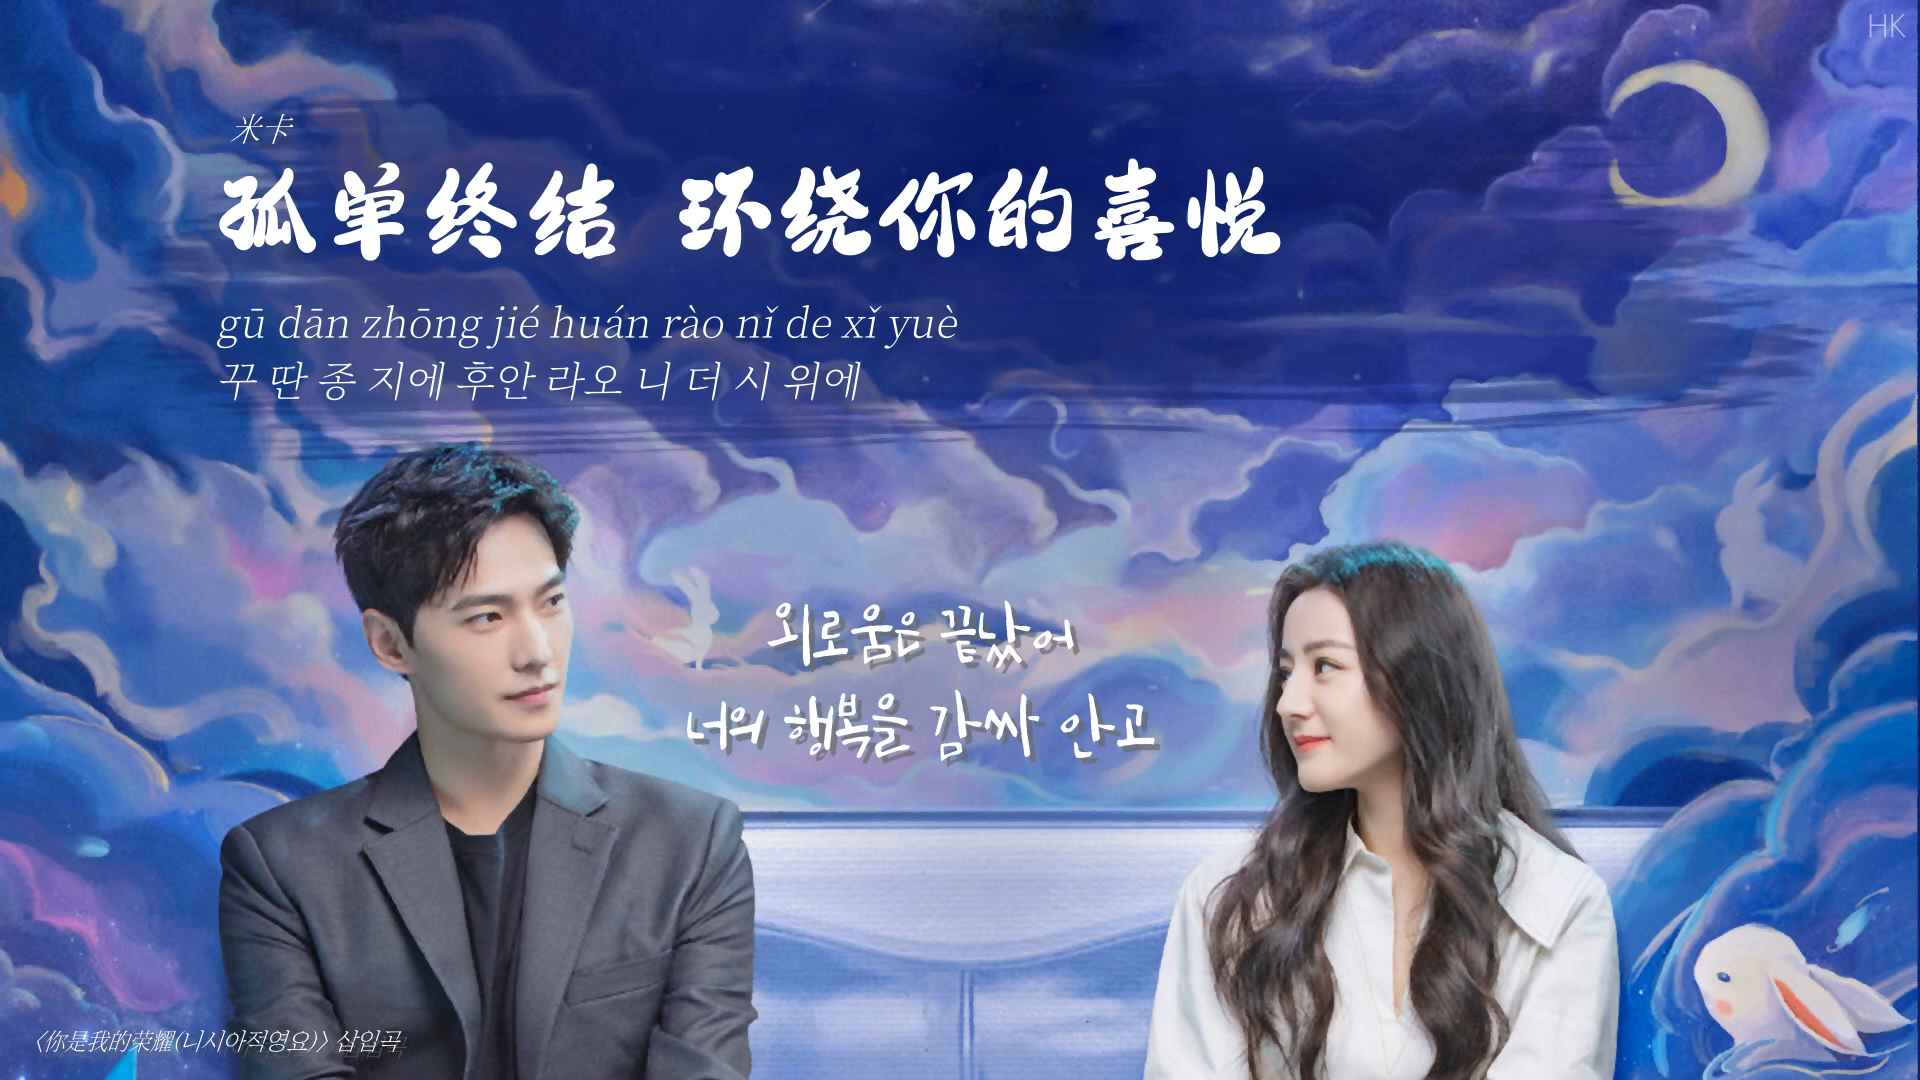 HK
米卡
孤单终结 环绕你的喜悦
gū dān zhōng jié huán rào nǐ de xǐ yuè
꾸 딴 종 지에 후안 라오 니 더 시 위에
외로움은 끝났어
너의 행복을 감싸 안고
〈你是我的荣耀(니시아적영요)〉 삽입곡